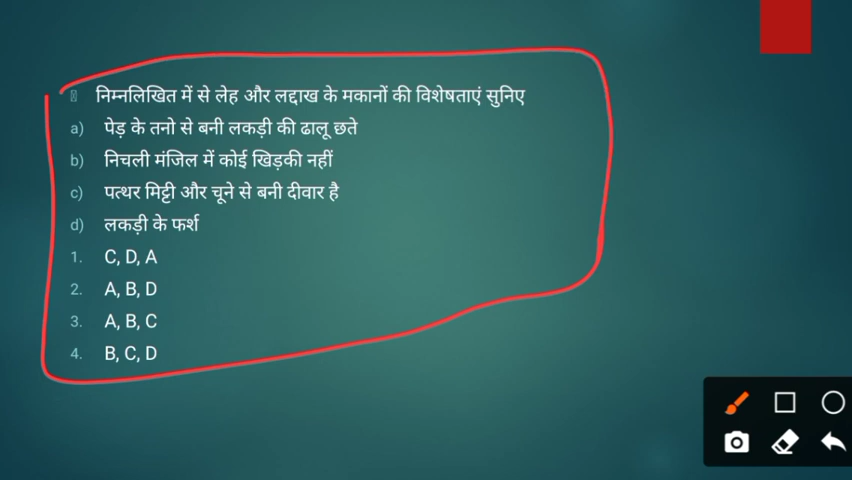 निम्नलिखित में से लेह और लद्दाख के मकानों की विशेषताएं सुनिए
a) पेड़ के तनो से बनी लकड़ी की ढालू छते
b) निचली मंजिल में कोई खिड़की नहीं
c) पत्थर मिट्टी और चूने से बनी दीवार है
d) लकड़ी के फर्श
1. C, D, A
2. A, B, D
3. A, B, C
4. B, C, D